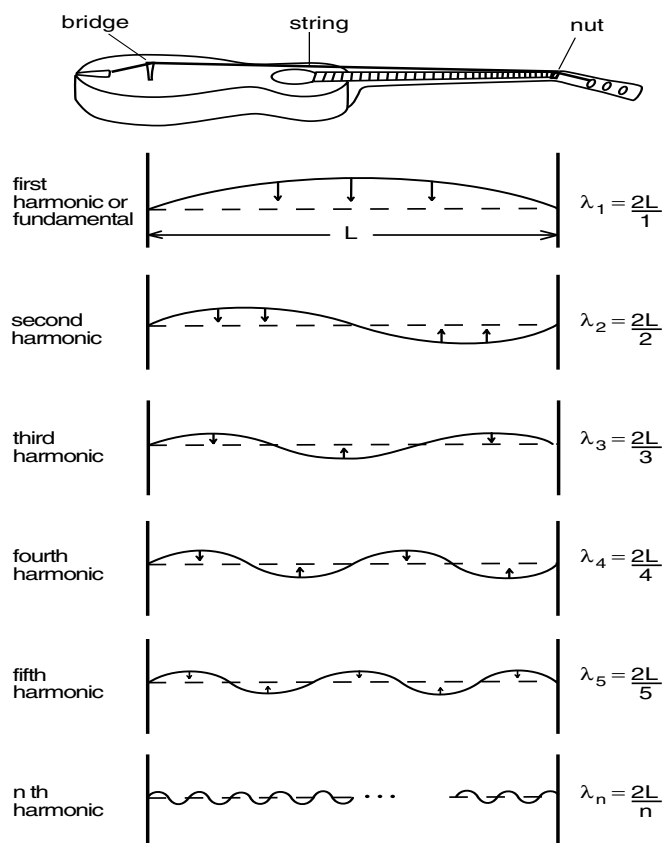 bridge
string
nut
first
harmonic or
fundamental
λ₁ = 2L/1
L
second
harmonic
λ₂ = 2L/2
third
harmonic
λ₃ = 2L/3
fourth
harmonic
λ₄ = 2L/4
fifth
harmonic
λ₅ = 2L/5
n th
harmonic
λₙ = 2L/n